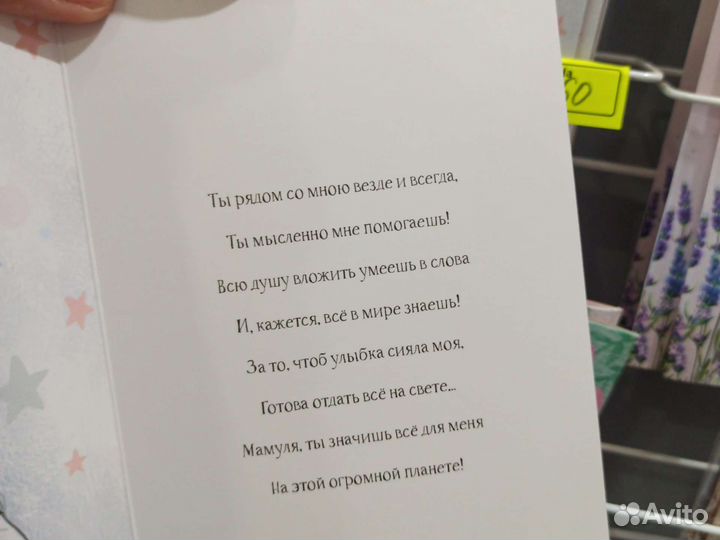 Ты рядом со мною везде и всегда,
Ты мысленно мне помогаешь!
Всю душу вложить умеешь в слова
И, кажется, всё в мире знаешь!
За то, чтоб улыбка сияла моя,
Готова отдать всё на свете...
Мамуля, ты значишь всё для меня
На этой огромной планете!
Avito